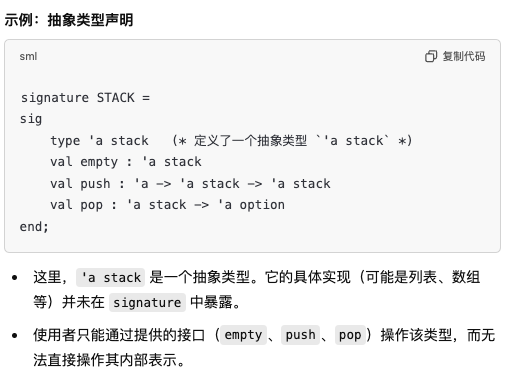 示例：抽象类型声明
sml 复制代码
signature STACK =
sig
    type 'a stack   (* 定义了一个抽象类型 `'a stack` *)
    val empty : 'a stack
    val push : 'a -> 'a stack -> 'a stack
    val pop : 'a stack -> 'a option
end;
• 这里，'a stack 是一个抽象类型。它的具体实现（可能是列表、数组
等）并未在 signature 中暴露。
• 使用者只能通过提供的接口（empty、push、pop）操作该类型，而无
法直接操作其内部表示。